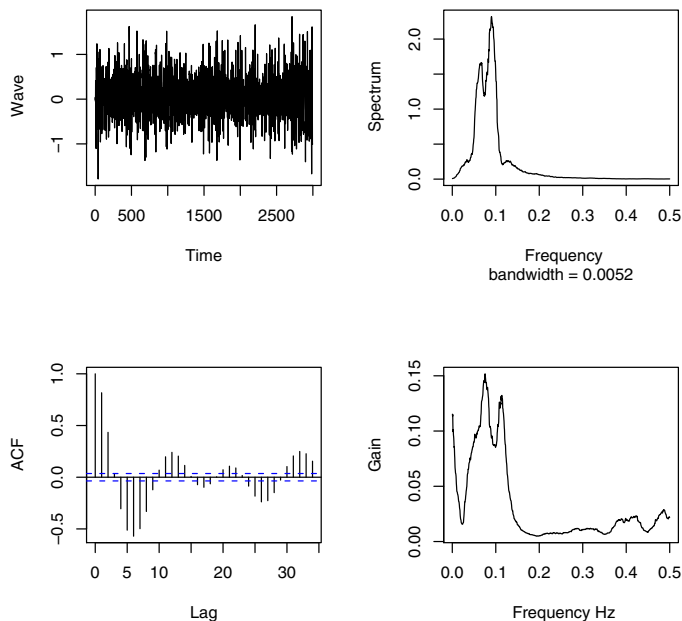 Wave
1
0
−1
0 500 1500 2500
Time
Spectrum
2.0
1.0
0.0
0.0 0.1 0.2 0.3 0.4 0.5
Frequency
bandwidth = 0.0052
ACF
1.0
0.5
0.0
−0.5
0 5 10 20 30
Lag
Gain
0.15
0.10
0.05
0.00
0.0 0.1 0.2 0.3 0.4 0.5
Frequency Hz